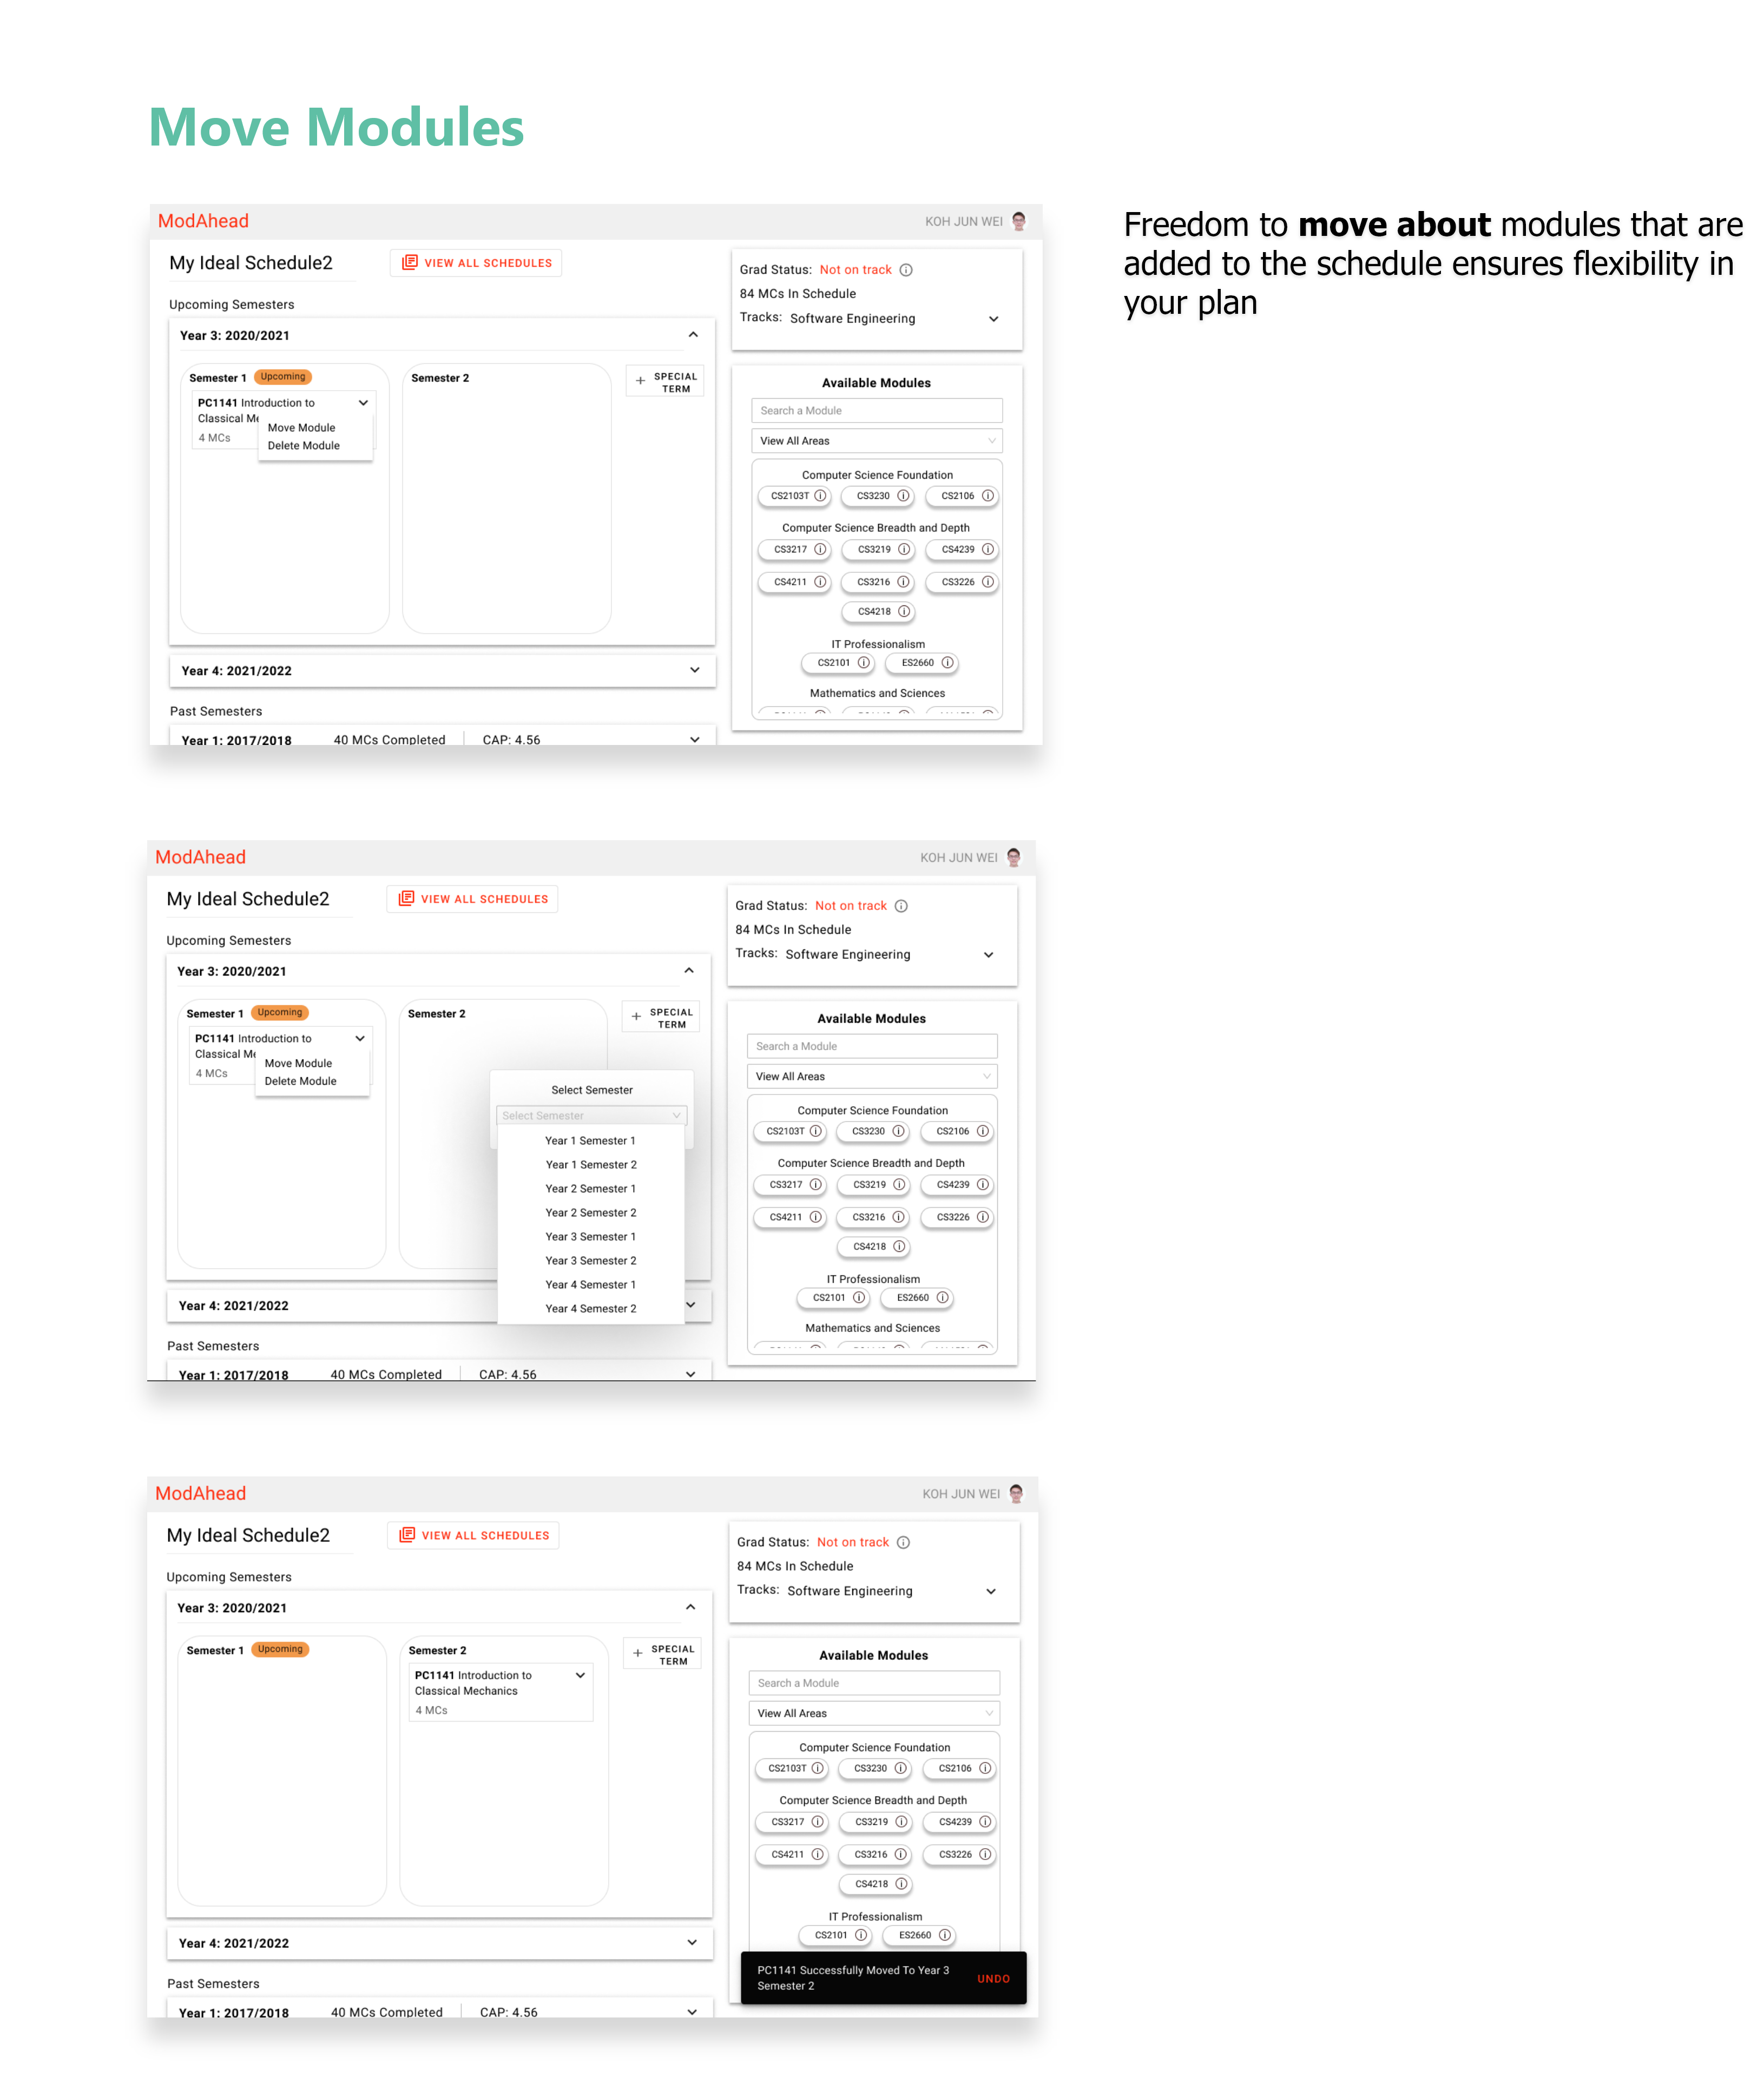 Move Modules
ModAhead
KOH JUN WEI
My Ideal Schedule2
VIEW ALL SCHEDULES
Upcoming Semesters
Year 3: 2020/2021
Semester 1 Upcoming
PC1141 Introduction to
Classical Me
4 MCs
Move Module
Delete Module
Semester 2
+ SPECIAL
TERM
Year 4: 2021/2022
Past Semesters
Year 1: 2017/2018 40 MCs Completed CAP: 4.56
Grad Status: Not on track
84 MCs In Schedule
Tracks: Software Engineering
Available Modules
Search a Module
View All Areas
Computer Science Foundation
CS2103T CS3230 CS2106
Computer Science Breadth and Depth
CS3217 CS3219 CS4239
CS4211 CS3216 CS3226
CS4218
IT Professionalism
CS2101 ES2660
Mathematics and Sciences
Freedom to move about modules that are
added to the schedule ensures flexibility in
your plan
ModAhead
KOH JUN WEI
My Ideal Schedule2
VIEW ALL SCHEDULES
Upcoming Semesters
Year 3: 2020/2021
Semester 1 Upcoming
PC1141 Introduction to
Classical Me
4 MCs
Move Module
Delete Module
Semester 2
+ SPECIAL
TERM
Select Semester
Select Semester
Year 1 Semester 1
Year 1 Semester 2
Year 2 Semester 1
Year 2 Semester 2
Year 3 Semester 1
Year 3 Semester 2
Year 4 Semester 1
Year 4 Semester 2
Year 4: 2021/2022
Past Semesters
Year 1: 2017/2018 40 MCs Completed CAP: 4.56
Grad Status: Not on track
84 MCs In Schedule
Tracks: Software Engineering
Available Modules
Search a Module
View All Areas
Computer Science Foundation
CS2103T CS3230 CS2106
Computer Science Breadth and Depth
CS3217 CS3219 CS4239
CS4211 CS3216 CS3226
CS4218
IT Professionalism
CS2101 ES2660
Mathematics and Sciences
ModAhead
KOH JUN WEI
My Ideal Schedule2
VIEW ALL SCHEDULES
Upcoming Semesters
Year 3: 2020/2021
Semester 1 Upcoming
Semester 2
PC1141 Introduction to
Classical Mechanics
4 MCs
+ SPECIAL
TERM
Year 4: 2021/2022
Past Semesters
Year 1: 2017/2018 40 MCs Completed CAP: 4.56
Grad Status: Not on track
84 MCs In Schedule
Tracks: Software Engineering
Available Modules
Search a Module
View All Areas
Computer Science Foundation
CS2103T CS3230 CS2106
Computer Science Breadth and Depth
CS3217 CS3219 CS4239
CS4211 CS3216 CS3226
CS4218
IT Professionalism
CS2101 ES2660
PC1141 Successfully Moved To Year 3
Semester 2
UNDO